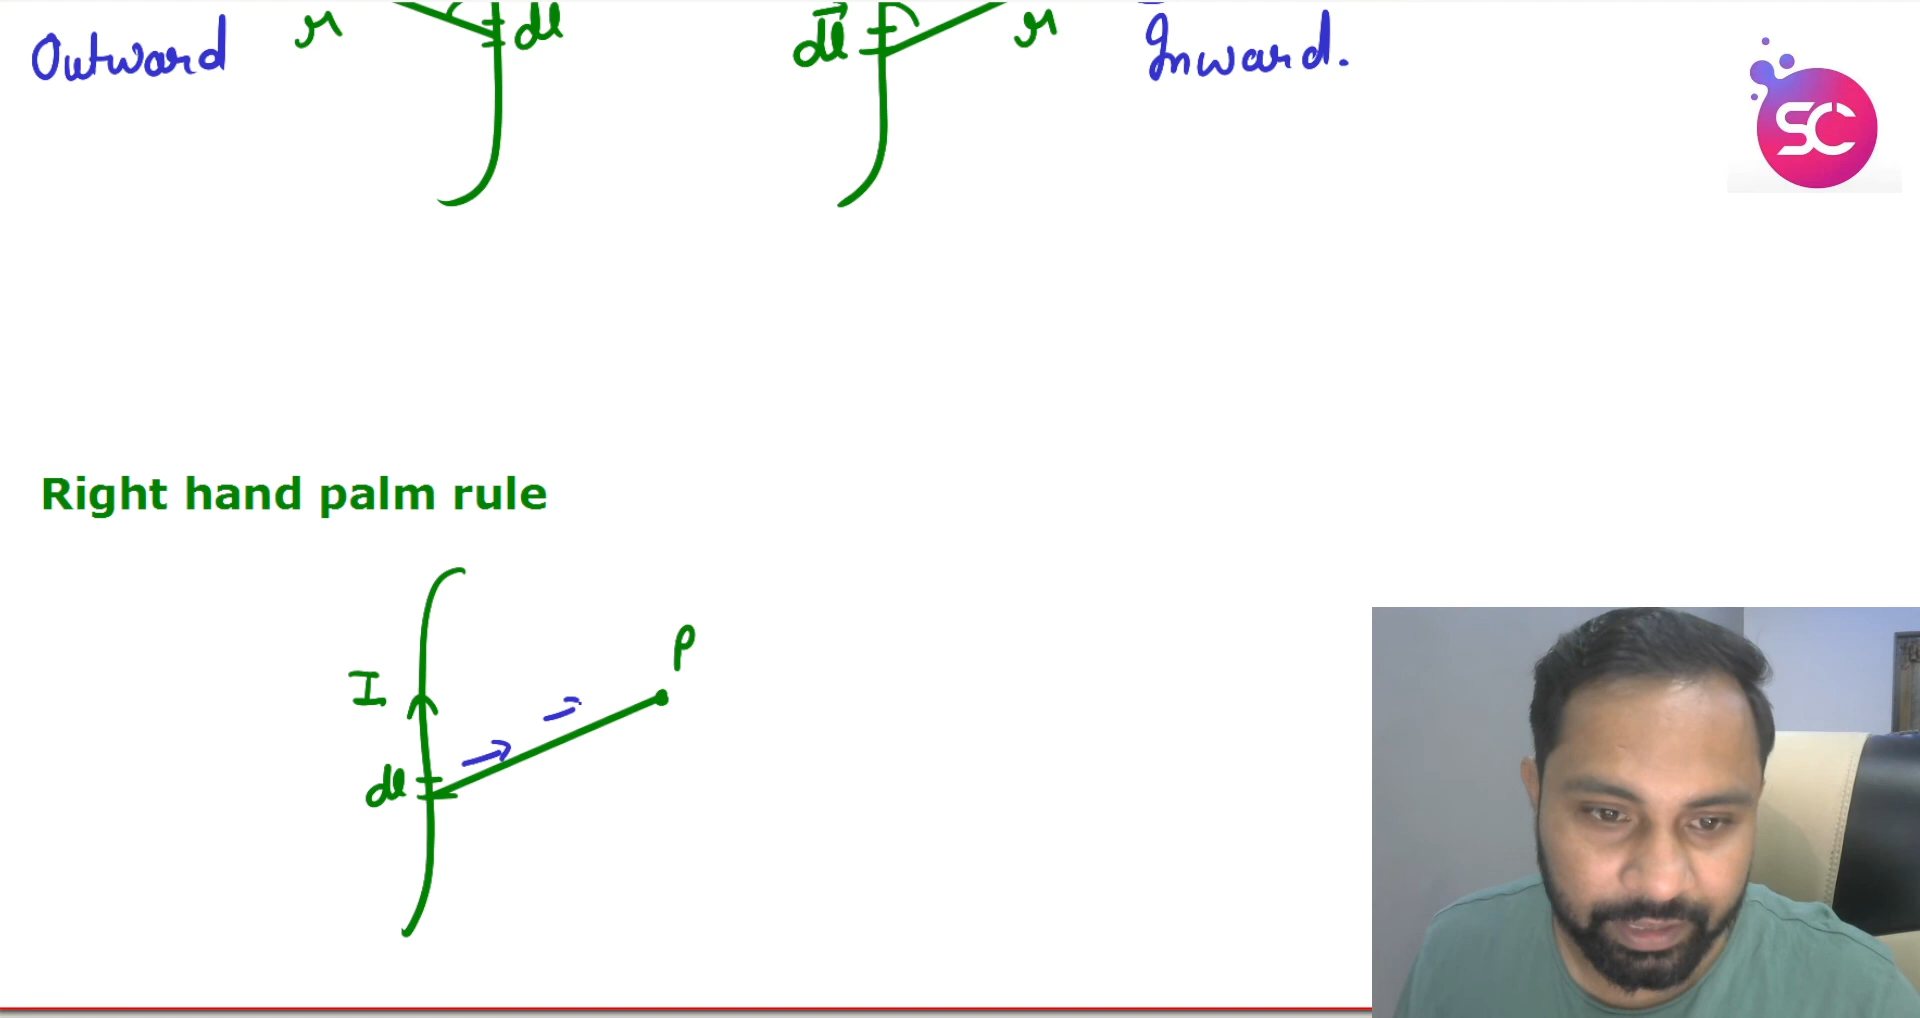 Outward r dl dl r Inward.
SC
Right hand palm rule
P
I
dl